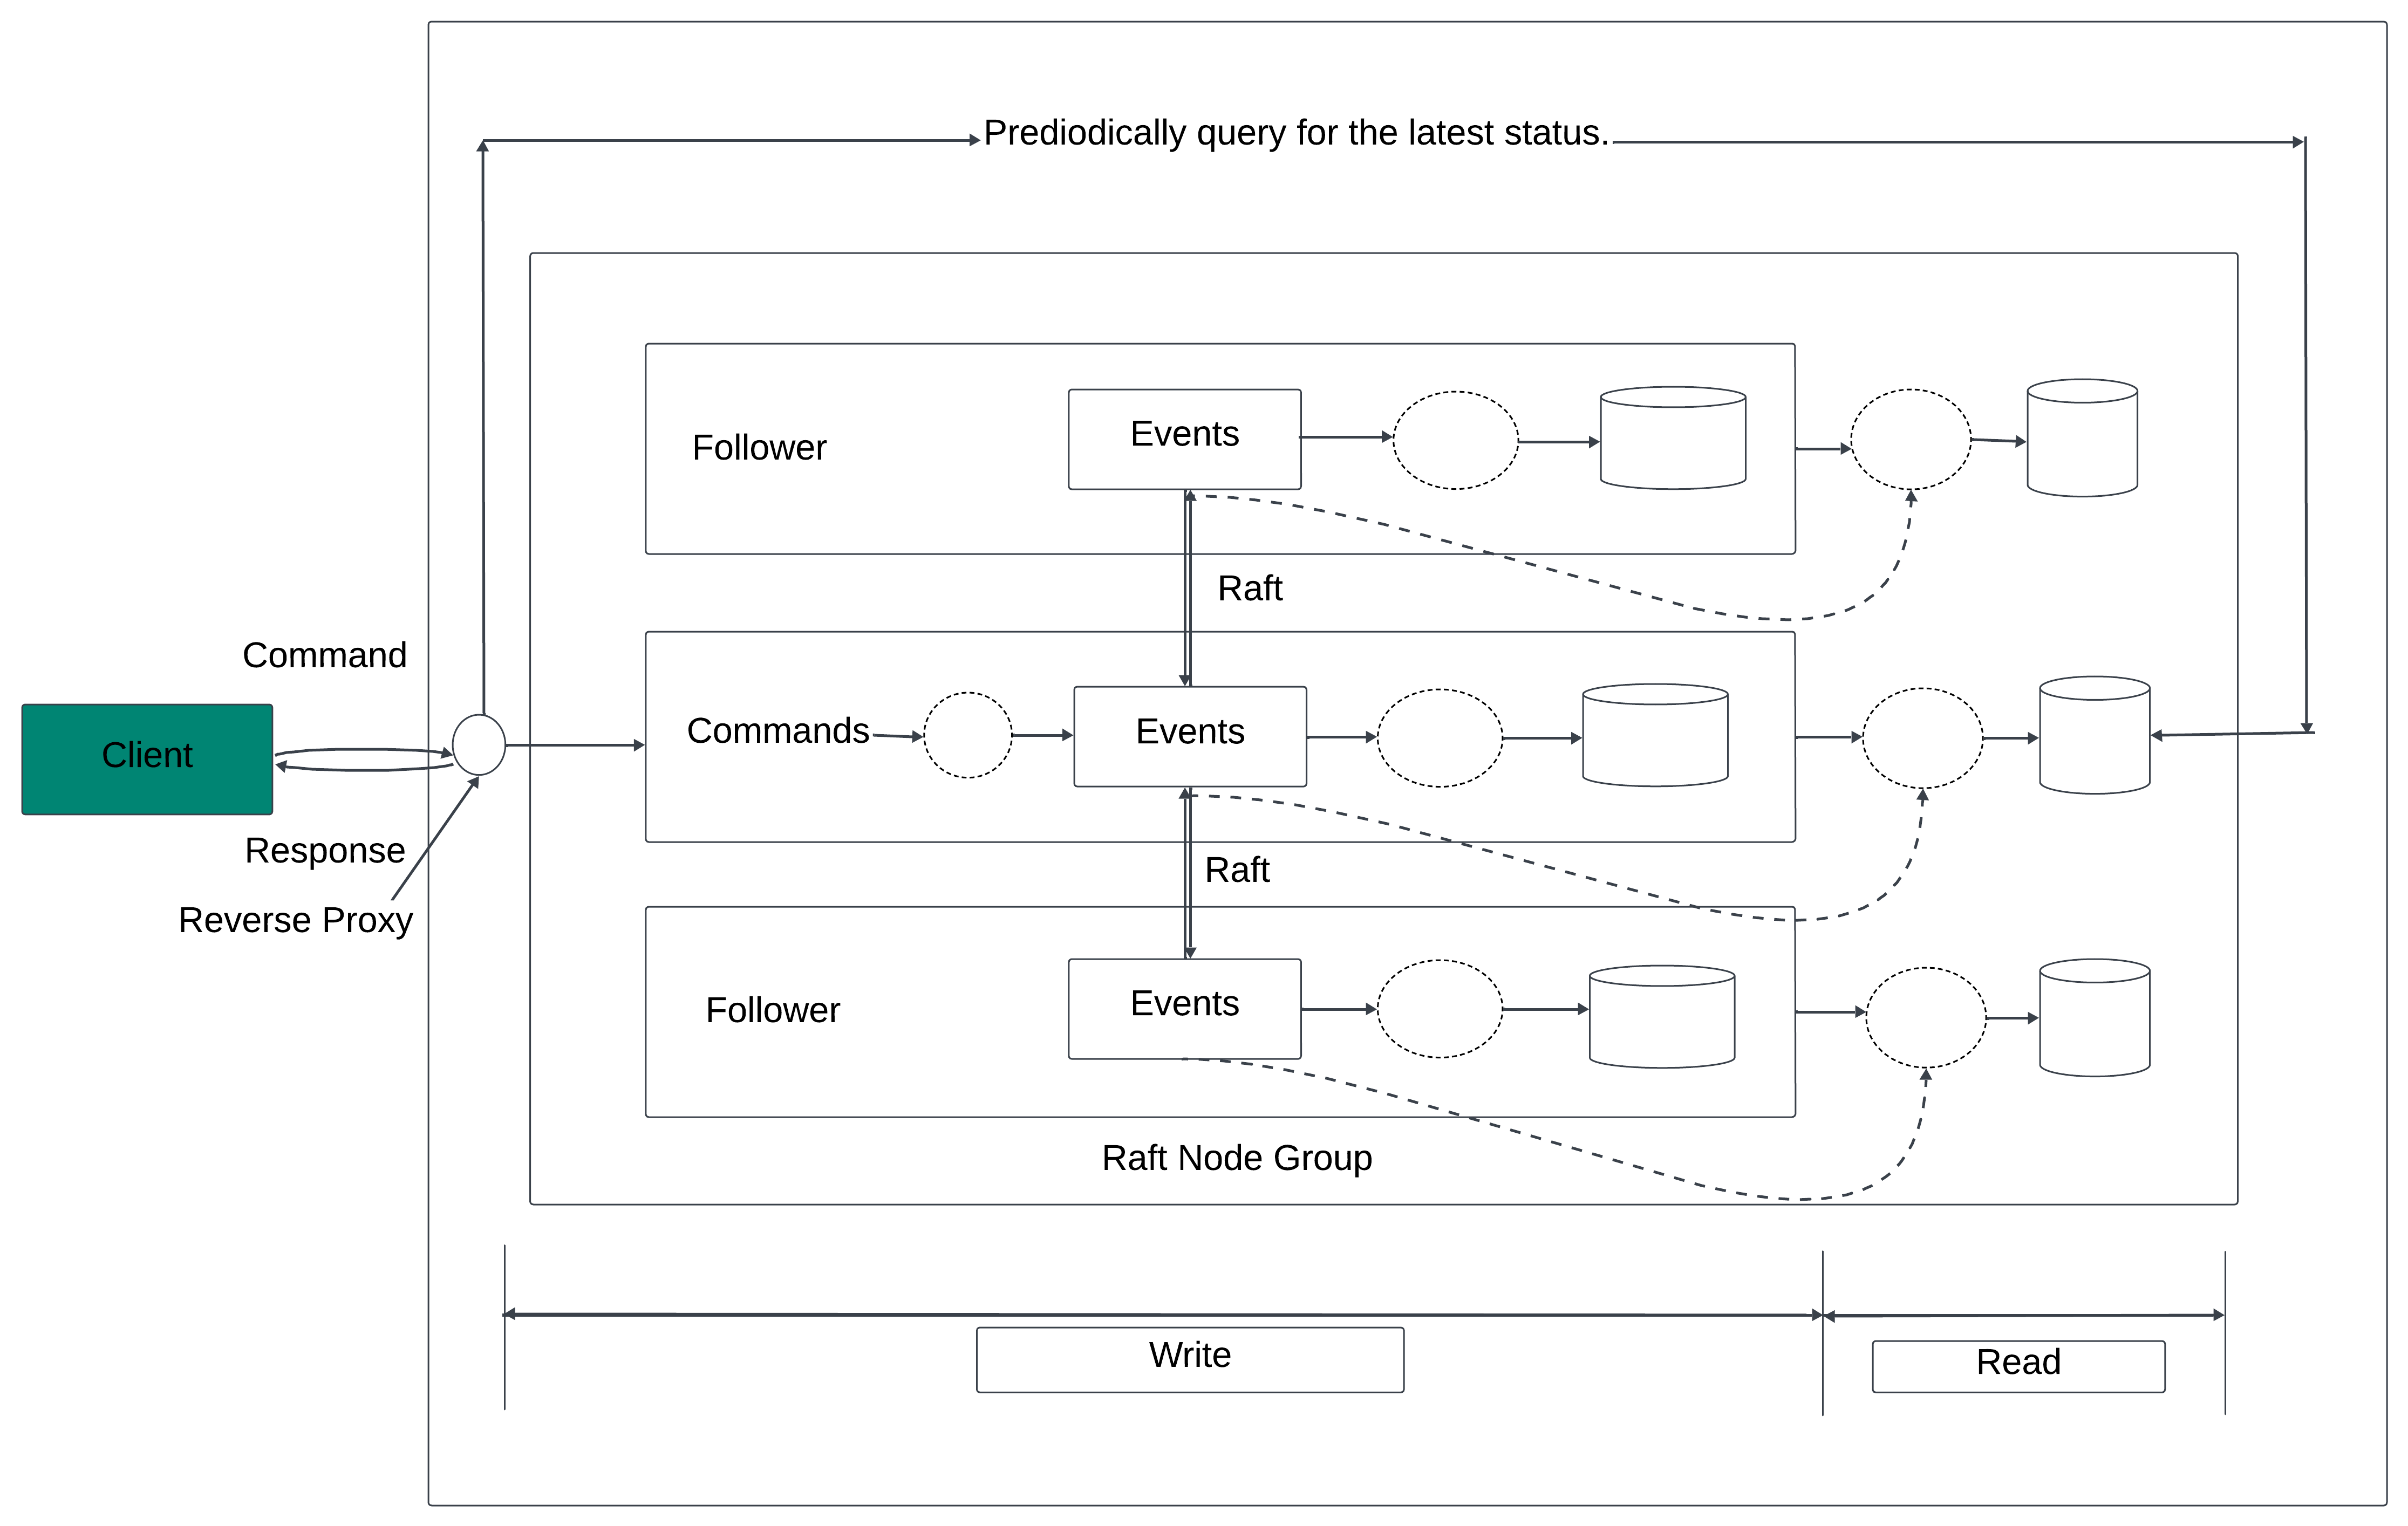 Prediodically query for the latest status.
Follower
Events
Raft
Command
Client
Commands
Events
Response
Raft
Reverse Proxy
Follower
Events
Raft Node Group
Write
Read